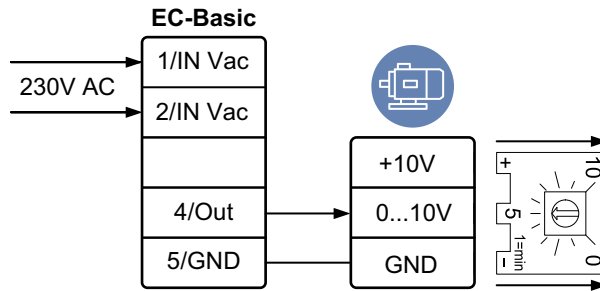 EC-Basic
1/IN Vac
230V AC
2/IN Vac
4/Out
5/GND
+10V
0...10V
GND
+ 10
5
1=min
- 0